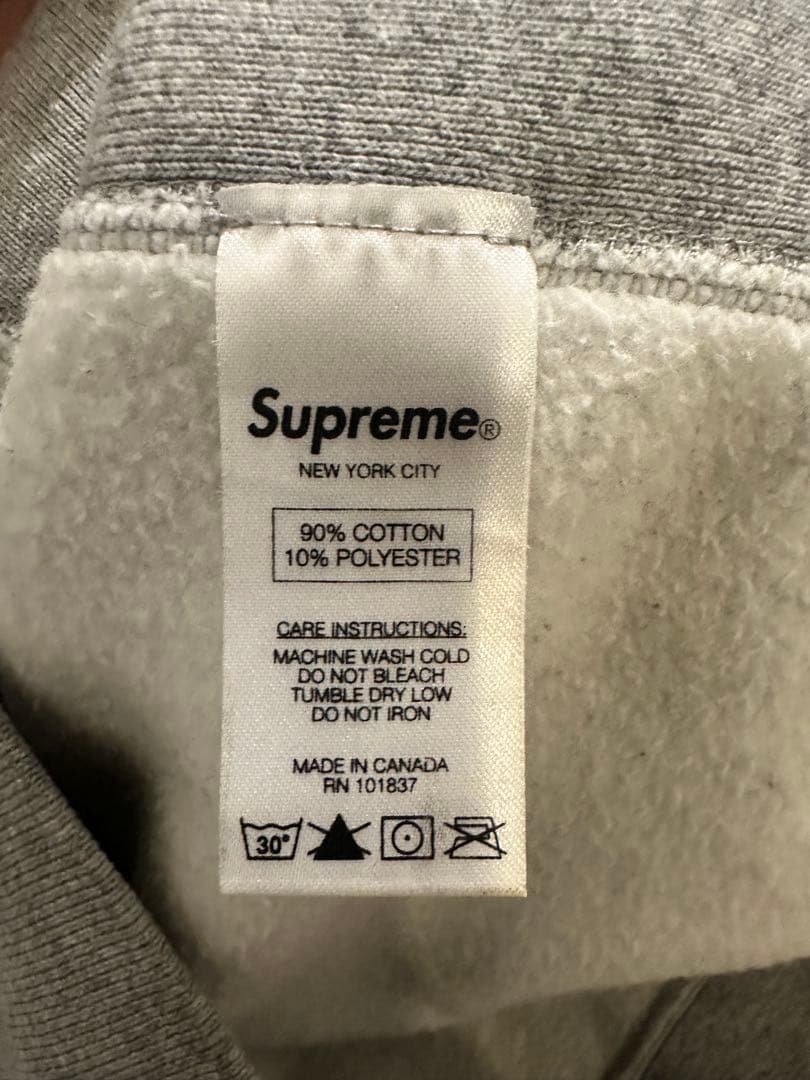 Supreme®
NEW YORK CITY
90% COTTON
10% POLYESTER
CARE INSTRUCTIONS:
MACHINE WASH COLD
DO NOT BLEACH
TUMBLE DRY LOW
DO NOT IRON
MADE IN CANADA
RN 101837
30°